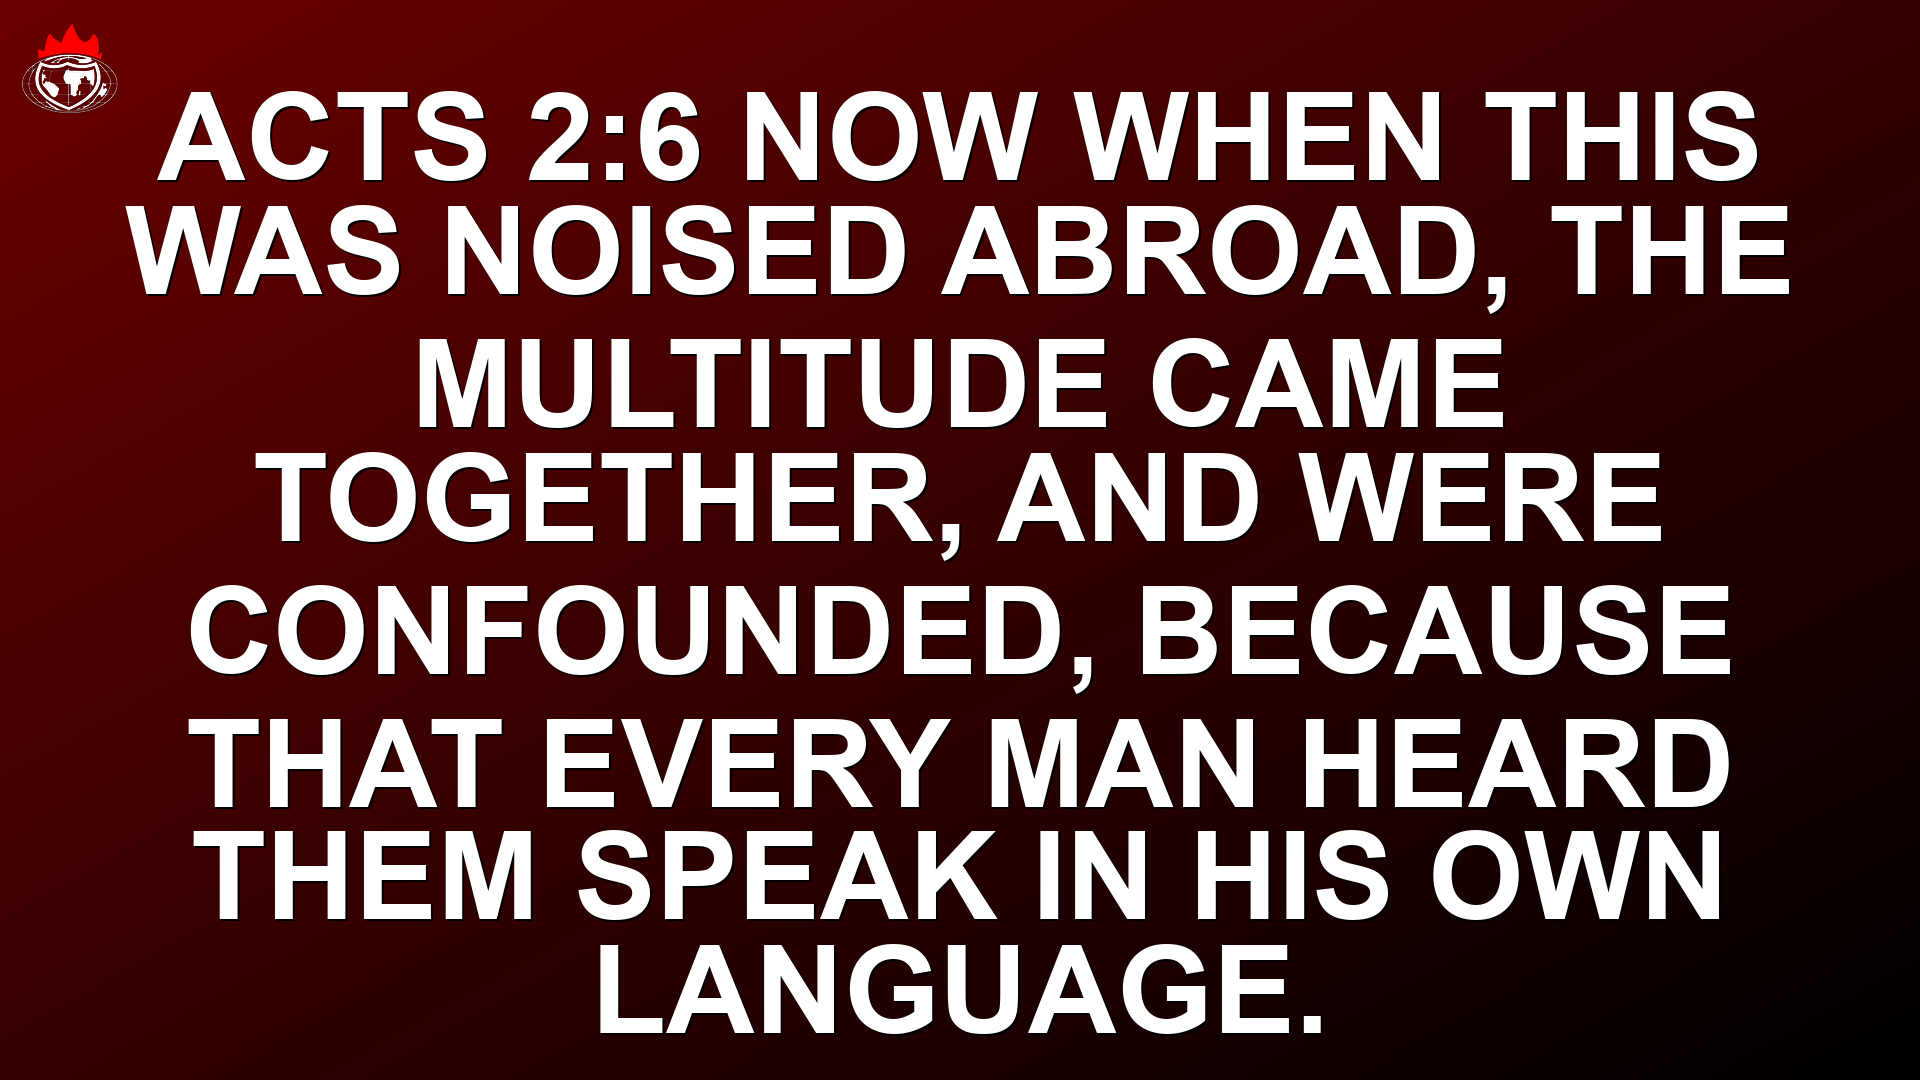 ACTS 2:6 NOW WHEN THIS
WAS NOISED ABROAD, THE
MULTITUDE CAME
TOGETHER, AND WERE
CONFOUNDED, BECAUSE
THAT EVERY MAN HEARD
THEM SPEAK IN HIS OWN
LANGUAGE.